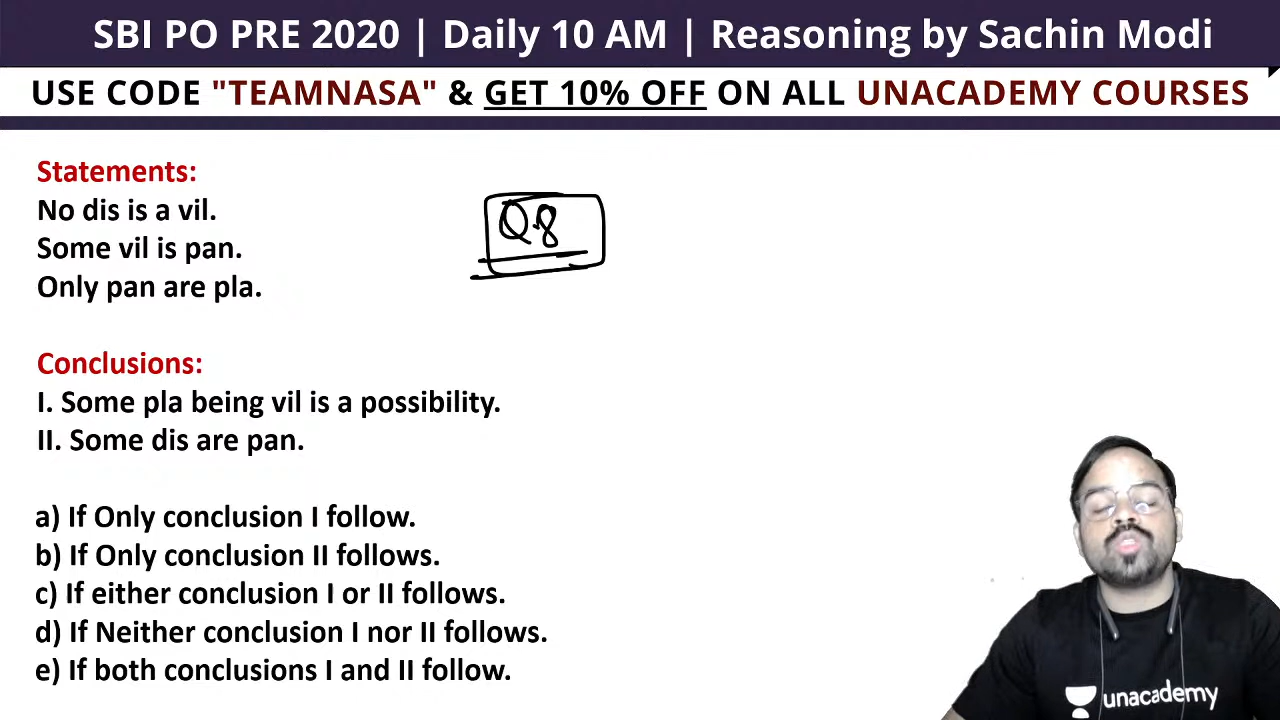 SBI PO PRE 2020 | Daily 10 AM | Reasoning by Sachin Modi
USE CODE "TEAMNASA" & GET 10% OFF ON ALL UNACADEMY COURSES
Statements:
No dis is a vil.
Some vil is pan.
Only pan are pla.
Q.8
Conclusions:
I. Some pla being vil is a possibility.
II. Some dis are pan.
a) If Only conclusion I follow.
b) If Only conclusion II follows.
c) If either conclusion I or II follows.
d) If Neither conclusion I nor II follows.
e) If both conclusions I and II follow.
unacademy